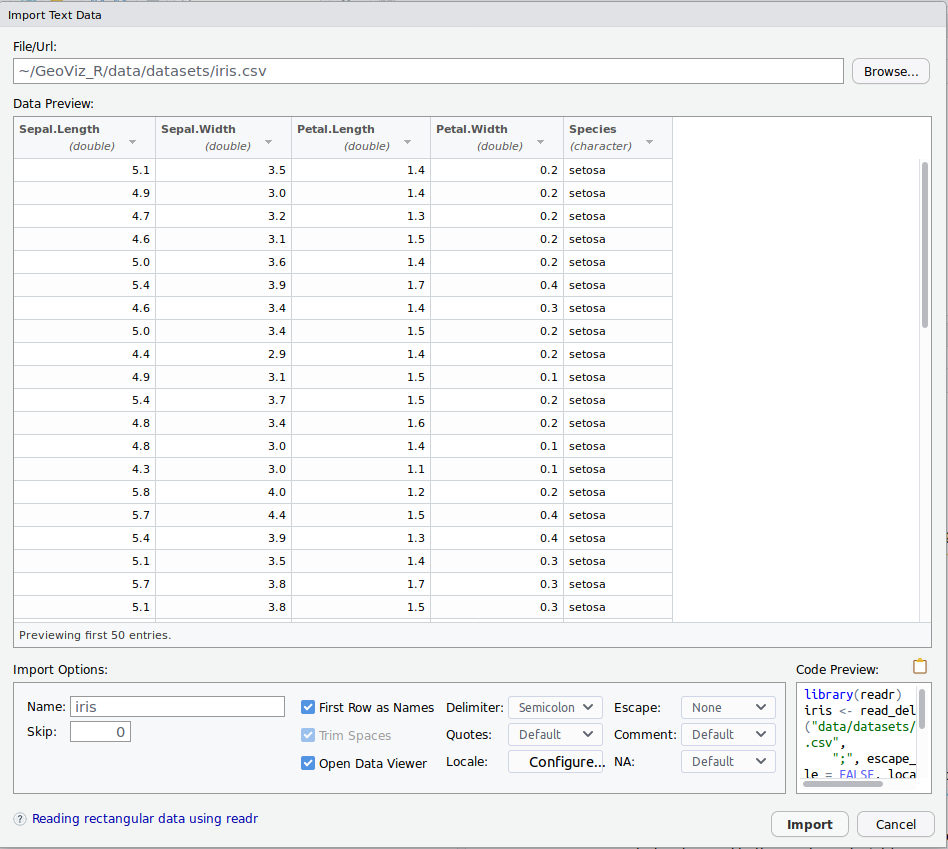 Import Text Data
File/Url:
~/GeoViz_R/data/datasets/iris.csv Browse...
Data Preview:
Sepal.Length Sepal.Width Petal.Length Petal.Width Species
(double) (double) (double) (double) (character)
5.1 3.5 1.4 0.2 setosa
4.9 3.0 1.4 0.2 setosa
4.7 3.2 1.3 0.2 setosa
4.6 3.1 1.5 0.2 setosa
5.0 3.6 1.4 0.2 setosa
5.4 3.9 1.7 0.4 setosa
4.6 3.4 1.4 0.3 setosa
5.0 3.4 1.5 0.2 setosa
4.4 2.9 1.4 0.2 setosa
4.9 3.1 1.5 0.1 setosa
5.4 3.7 1.5 0.2 setosa
4.8 3.4 1.6 0.2 setosa
4.8 3.0 1.4 0.1 setosa
4.3 3.0 1.1 0.1 setosa
5.8 4.0 1.2 0.2 setosa
5.7 4.4 1.5 0.4 setosa
5.4 3.9 1.3 0.4 setosa
5.1 3.5 1.4 0.3 setosa
5.7 3.8 1.7 0.3 setosa
5.1 3.8 1.5 0.3 setosa
Previewing first 50 entries.
Import Options:
Name: iris
Skip: 0
First Row as Names
Trim Spaces
Open Data Viewer
Delimiter: Semicolon
Quotes: Default
Locale: Configure...
Escape: None
Comment: Default
NA: Default
Code Preview:
library(readr)
iris <- read_del
("data/datasets/
.csv",
";", escape_
le = FALSE, loca
? Reading rectangular data using readr
Import Cancel